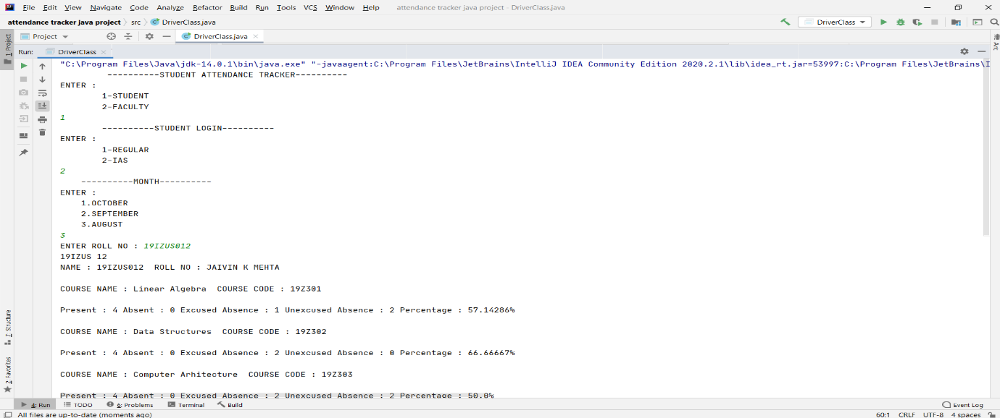 File Edit View Navigate Code Analyze Refactor Build Run Tools VCS Window Help attendance tracker java project - DriverClass.java
attendance tracker java project src DriverClass.java DriverClass
1: Project Project DriverClass.java Ant
Run: DriverClass
"C:\Program Files\Java\jdk-14.0.1\bin\java.exe" "-javaagent:C:\Program Files\JetBrains\IntelliJ IDEA Community Edition 2020.2.1\lib\idea_rt.jar=53997:C:\Program Files\JetBrains\I
----------STUDENT ATTENDANCE TRACKER----------
ENTER :
1-STUDENT
2-FACULTY
1
----------STUDENT LOGIN----------
ENTER :
1-REGULAR
2-IAS
2
----------MONTH----------
ENTER :
1.OCTOBER
2.SEPTEMBER
3.AUGUST
3
ENTER ROLL NO : 19IZUS012
19IZUS 12
NAME : 19IZUS012 ROLL NO : JAIVIN K MEHTA
COURSE NAME : Linear Algebra COURSE CODE : 19Z301
Present : 4 Absent : 0 Excused Absence : 1 Unexcused Absence : 2 Percentage : 57.14286%
COURSE NAME : Data Structures COURSE CODE : 19Z302
Present : 4 Absent : 0 Excused Absence : 2 Unexcused Absence : 0 Percentage : 66.66667%
COURSE NAME : Computer Arhitecture COURSE CODE : 19Z303
Present : 4 Absent : 0 Excused Absence : 2 Unexcused Absence : 2 Percentage : 50.0%
Z: Structure
2: Favorites
4: Run TODO 6: Problems Terminal Build Event Log
All files are up-to-date (moments ago) 60:1 CRLF UTF-8 4 spaces